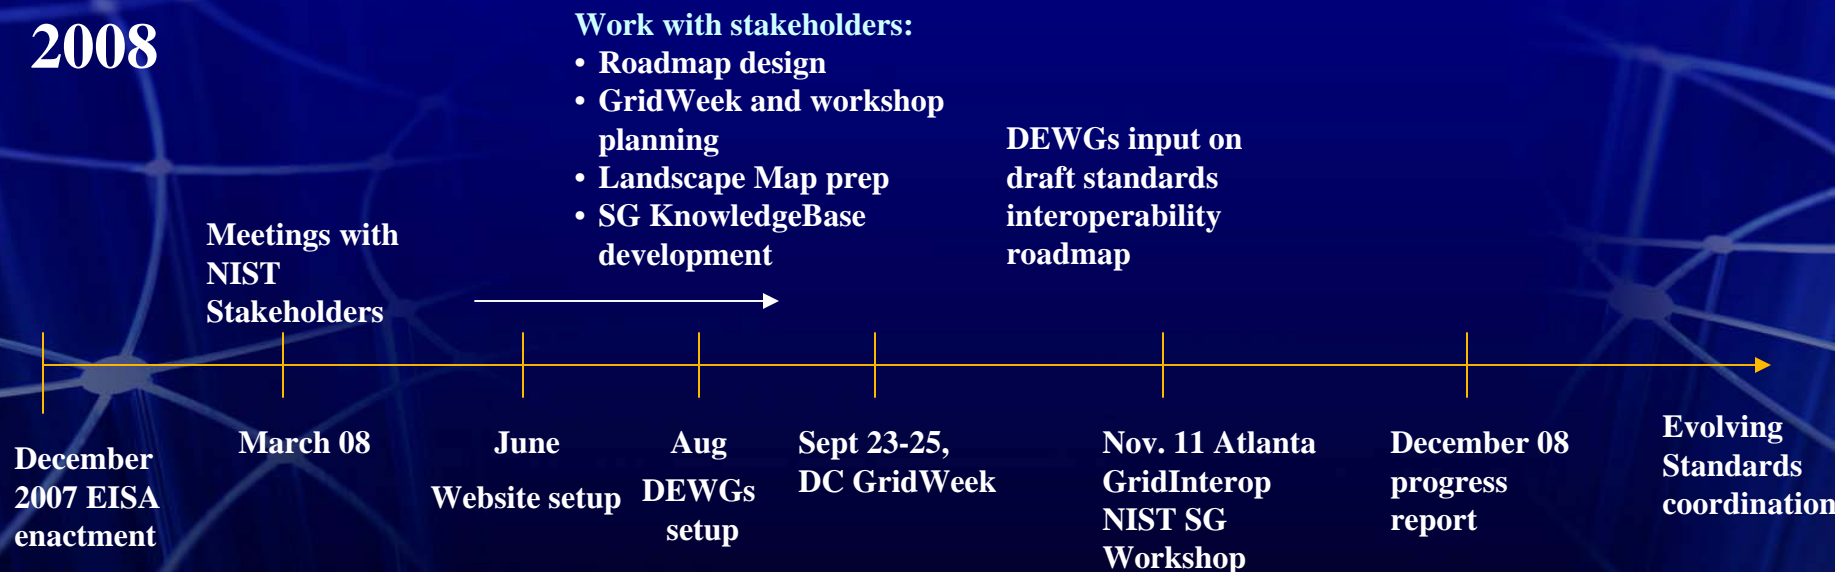 2008
Work with stakeholders:
• Roadmap design
• GridWeek and workshop
planning
• Landscape Map prep
• SG KnowledgeBase
development
DEWGs input on
draft standards
interoperability
roadmap
Meetings with
NIST
Stakeholders
December
2007 EISA
enactment
March 08
June
Website setup
Aug
DEWGs
setup
Sept 23-25,
DC GridWeek
Nov. 11 Atlanta
GridInterop
NIST SG
Workshop
December 08
progress
report
Evolving
Standards
coordination